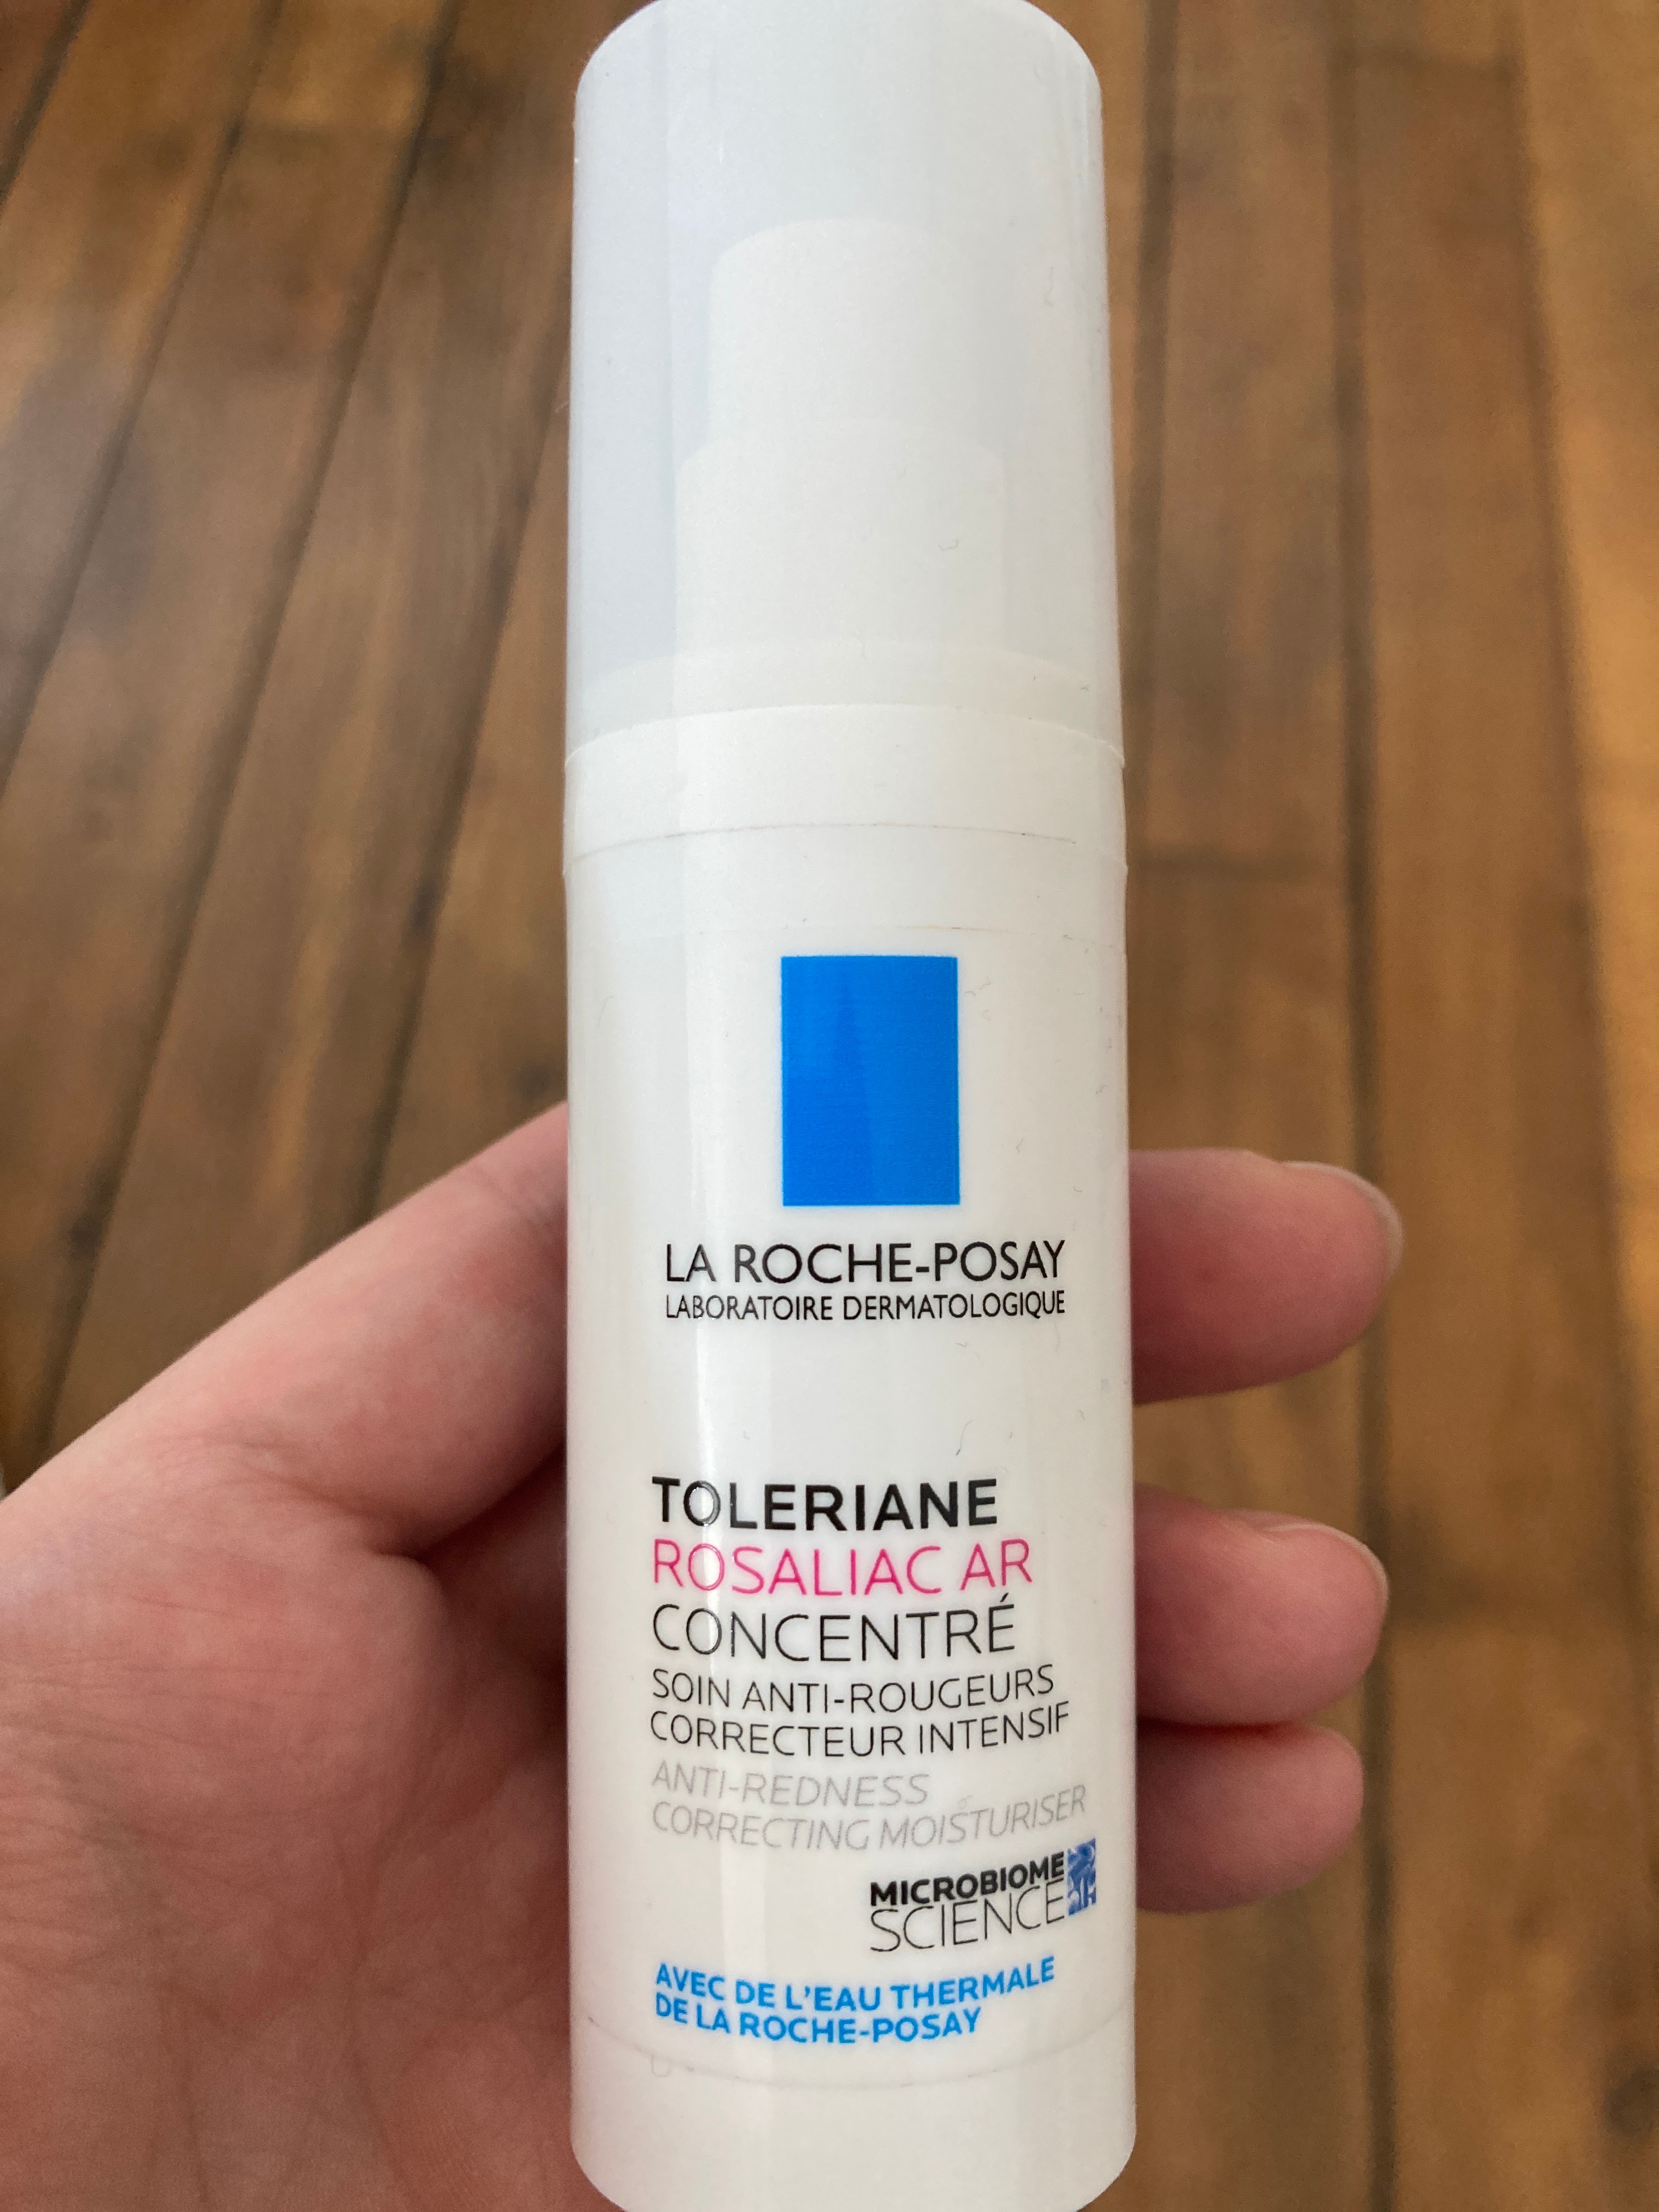 LA ROCHE-POSAY
LABORATOIRE DERMATOLOGIQUE
TOLERIANE
ROSALIAC AR
CONCENTRÉ
SOIN ANTI-ROUGEURS
CORRECTEUR INTENSIF
ANTI-REDNESS
CORRECTING MOISTURISER
MICROBIOME
SCIENCE
AVEC DE L'EAU THERMALE
DE LA ROCHE-POSAY